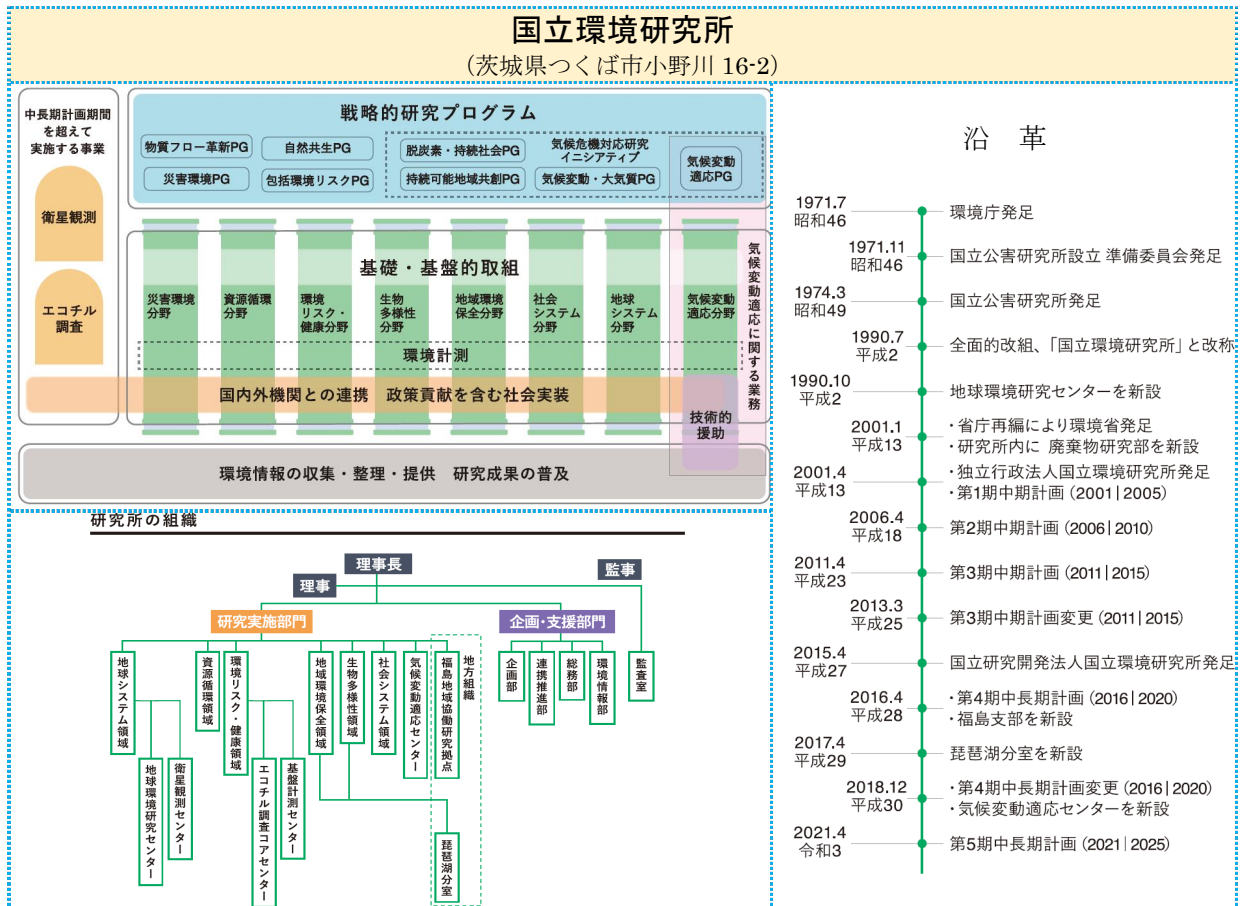 国立環境研究所
(茨城県つくば市小野川 16-2)
中長期計画期間
を超えて
実施する事業
衛星観測
エコチル
調査
戦略的研究プログラム
物質フロー革新PG
自然共生PG
災害環境PG
包括環境リスクPG
脱炭素・持続社会PG
気候危機対応研究
イニシアティブ
持続可能地域共創PG
気候変動・大気質PG
気候変動
適応PG
基礎・基盤的取組
災害環境
分野
資源循環
分野
環境
リスク・
健康分野
生物
多様性
分野
地域環境
保全分野
社会
システム
分野
地球
システム
分野
気候変動
適応分野
環境計測
国内外機関との連携 政策貢献を含む社会実装
気候変動適応に関する業務
技術的
援助
環境情報の収集・整理・提供 研究成果の普及
研究所の組織
理事長
理事
監事
研究実施部門
企画・支援部門
地球システム領域
地球環境研究センター
衛星観測センター
資源循環領域
環境リスク・健康領域
エコチル調査コアセンター
基盤計測センター
地域環境保全領域
生物多様性領域
社会システム領域
気候変動適応センター
福島地域協働研究拠点
地方組織
琵琶湖分室
企画部
連携推進部
総務部
環境情報部
監査室
沿 革
1971.7
昭和46
環境庁発足
1971.11
昭和46
国立公害研究所設立 準備委員会発足
1974.3
昭和49
国立公害研究所発足
1990.7
平成2
全面的改組、「国立環境研究所」と改称
1990.10
平成2
地球環境研究センターを新設
2001.1
平成13
・省庁再編により環境省発足
・研究所内に 廃棄物研究部を新設
2001.4
平成13
・独立行政法人国立環境研究所発足
・第1期中期計画（2001|2005）
2006.4
平成18
第2期中期計画（2006|2010）
2011.4
平成23
第3期中期計画（2011|2015）
2013.3
平成25
第3期中期計画変更（2011|2015）
2015.4
平成27
国立研究開発法人国立環境研究所発足
2016.4
平成28
・第4期中長期計画（2016|2020）
・福島支部を新設
2017.4
平成29
琵琶湖分室を新設
2018.12
平成30
・第4期中長期計画変更（2016|2020）
・気候変動適応センターを新設
2021.4
令和3
第5期中長期計画（2021|2025）